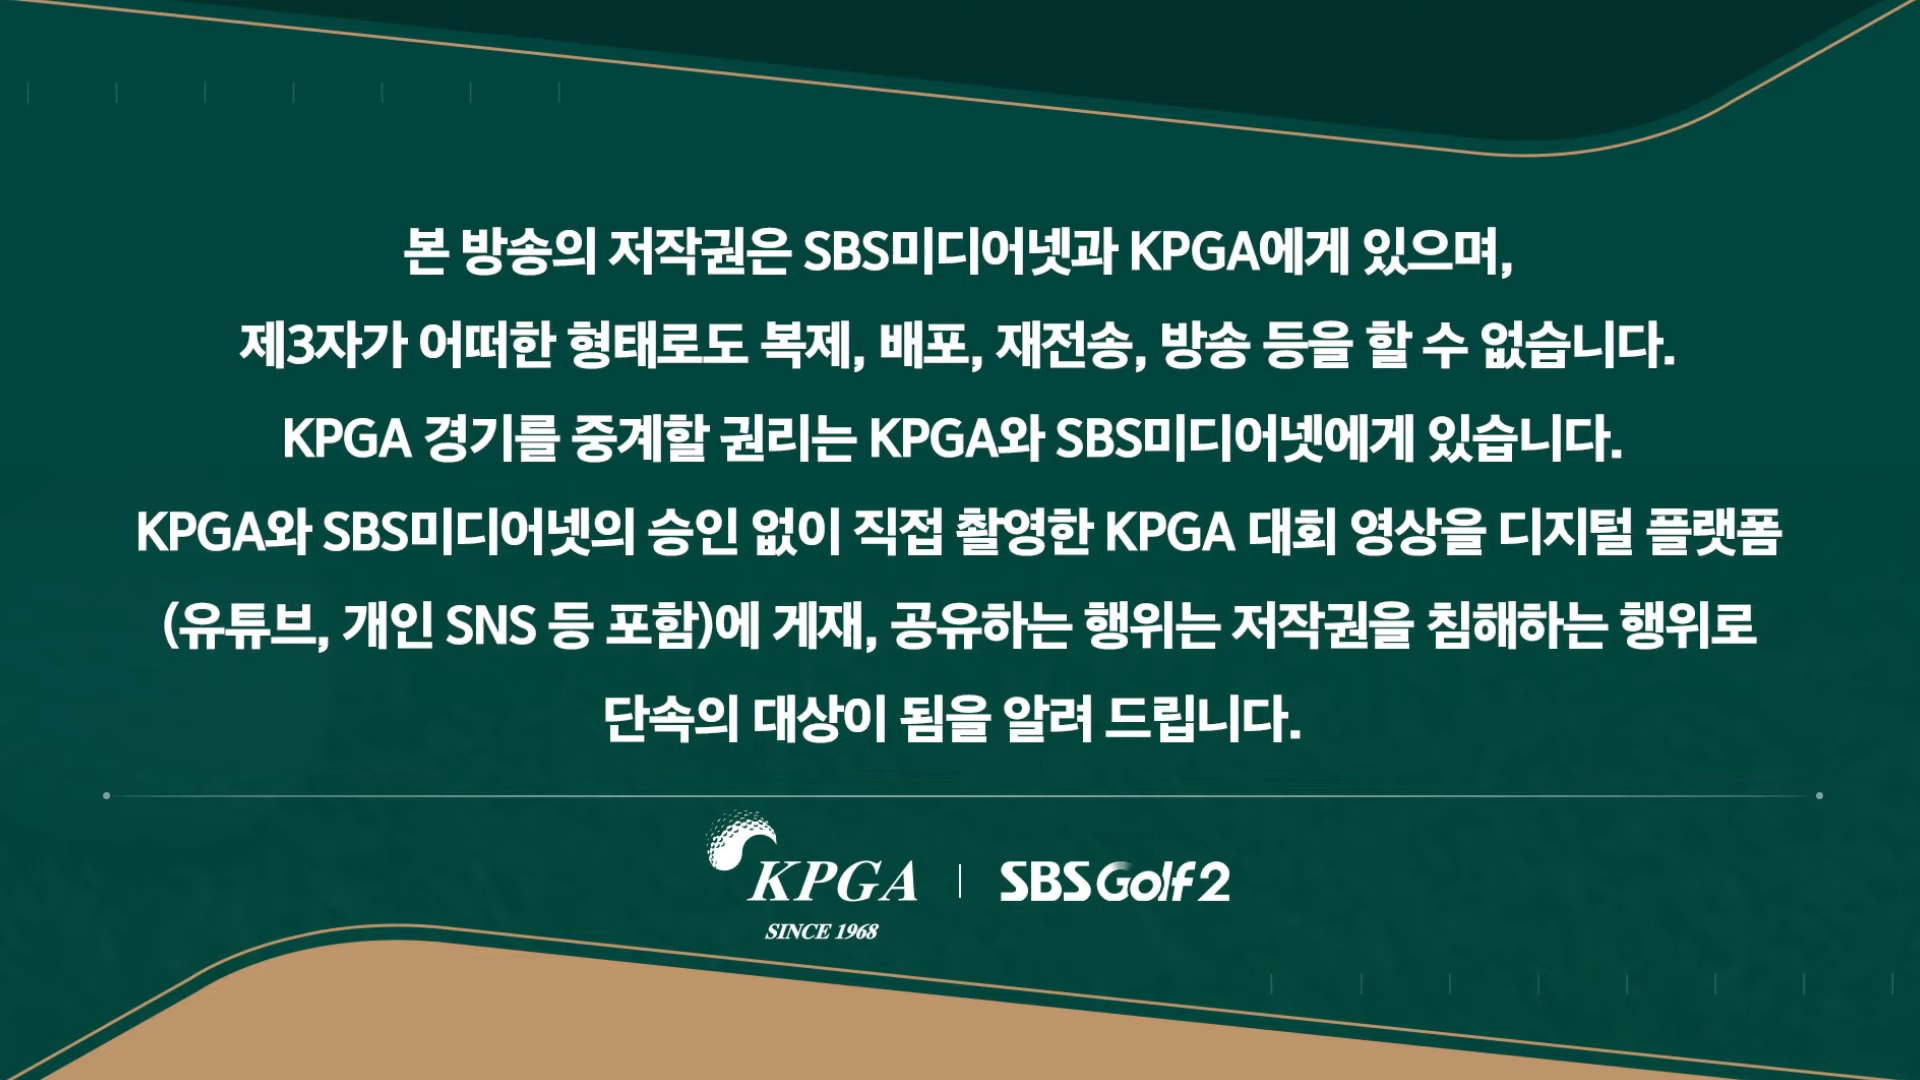 본 방송의 저작권은 SBS미디어넷과 KPGA에게 있으며,
제3자가 어떠한 형태로도 복제, 배포, 재전송, 방송 등을 할 수 없습니다.
KPGA 경기를 중계할 권리는 KPGA와 SBS미디어넷에게 있습니다.
KPGA와 SBS미디어넷의 승인 없이 직접 촬영한 KPGA 대회 영상을 디지털 플랫폼
(유튜브, 개인 SNS 등 포함)에 게재, 공유하는 행위는 저작권을 침해하는 행위로
단속의 대상이 됨을 알려 드립니다.
KPGA | SBS Golf 2
SINCE 1968